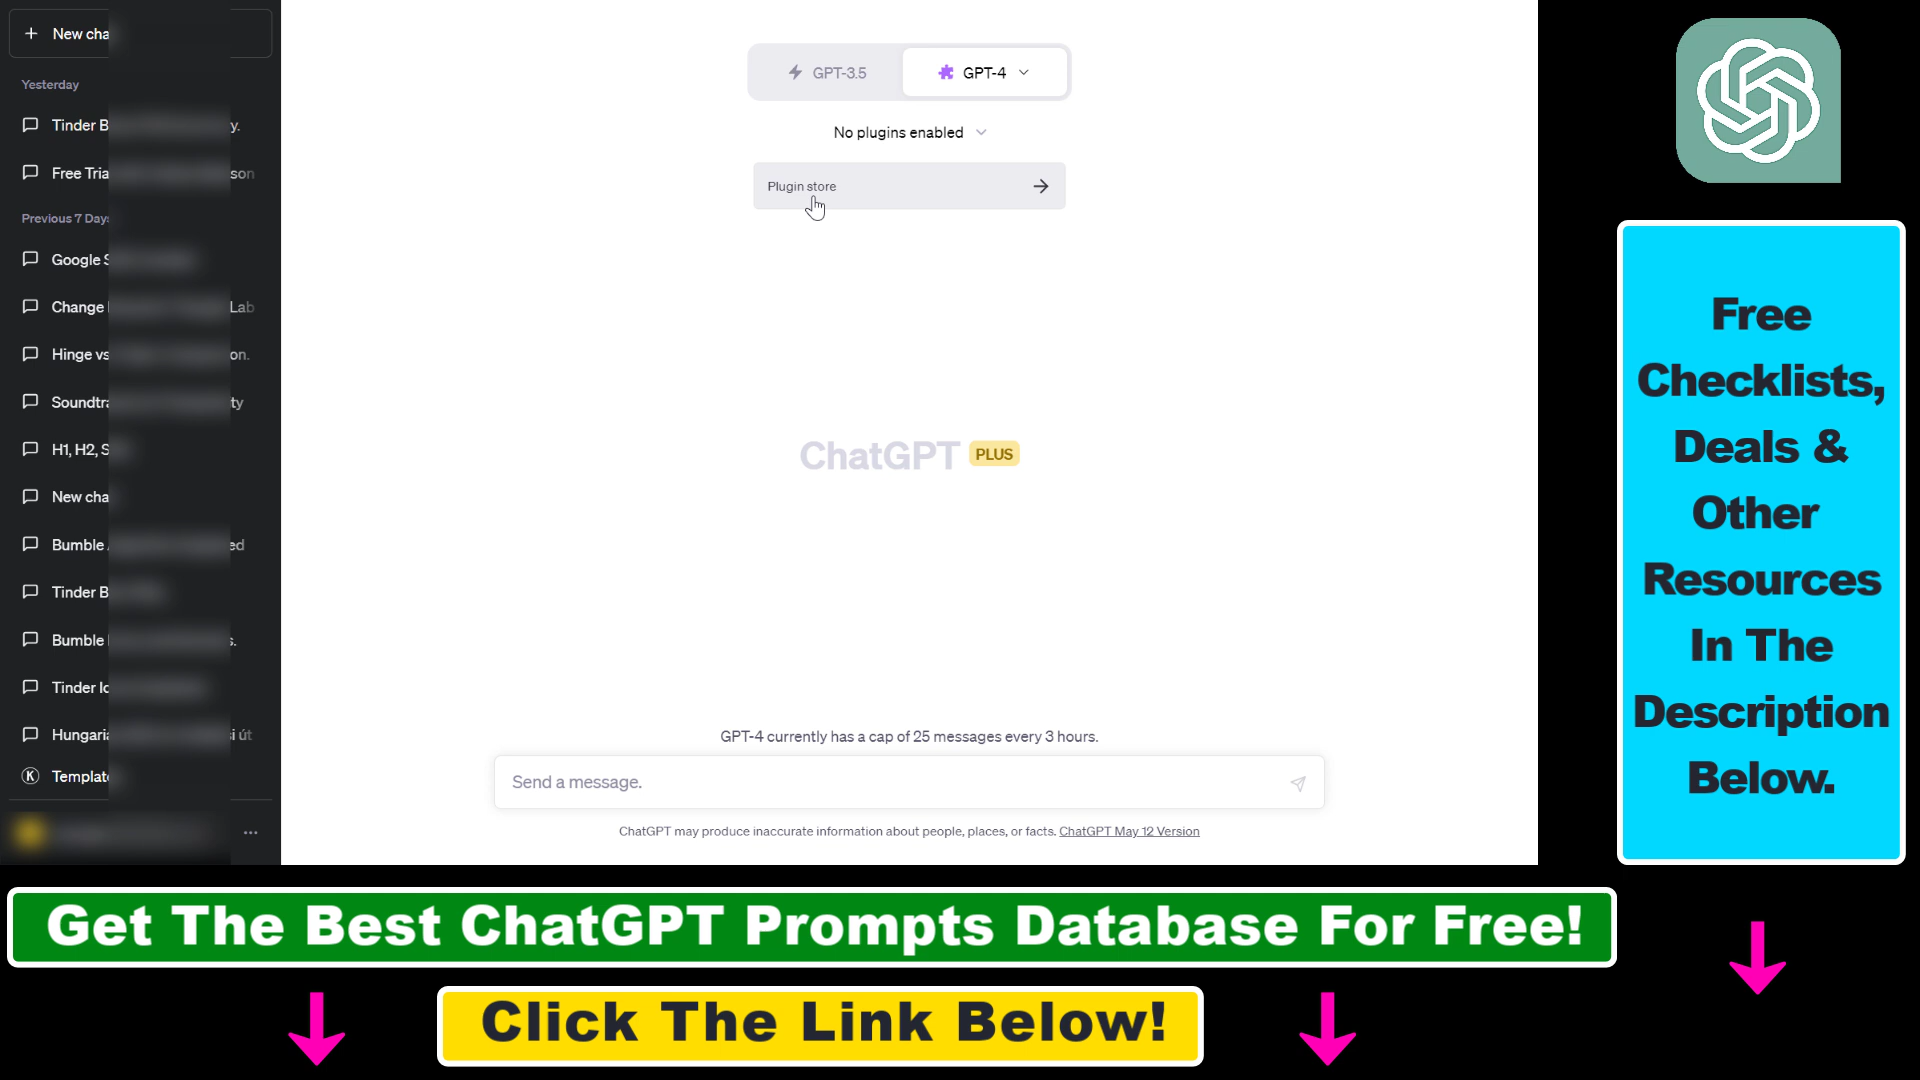 New cha
Yesterday
Tinder B y.
Free Tria son
Previous 7 Days
Google S
Change Lab
Hinge vs on.
Soundtra ty
H1, H2, S
New cha
Bumble ed
Tinder B
Bumble s.
Tinder Ic
Hungaria i út
K Templat
GPT-3.5
GPT-4
No plugins enabled
Plugin store
ChatGPT PLUS
GPT-4 currently has a cap of 25 messages every 3 hours.
Send a message.
ChatGPT may produce inaccurate information about people, places, or facts. ChatGPT May 12 Version
Free
Checklists,
Deals &
Other
Resources
In The
Description
Below.
Get The Best ChatGPT Prompts Database For Free!
Click The Link Below!